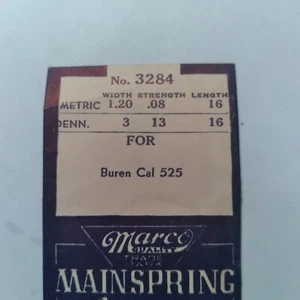 No. 3284
WIDTH STRENGTH LENGTH
METRIC 1.20 .08 16
DENN. 3 13 16
FOR
Buren Cal 525
Marco
QUALITY
TRADE
MARK
MAINSPRING